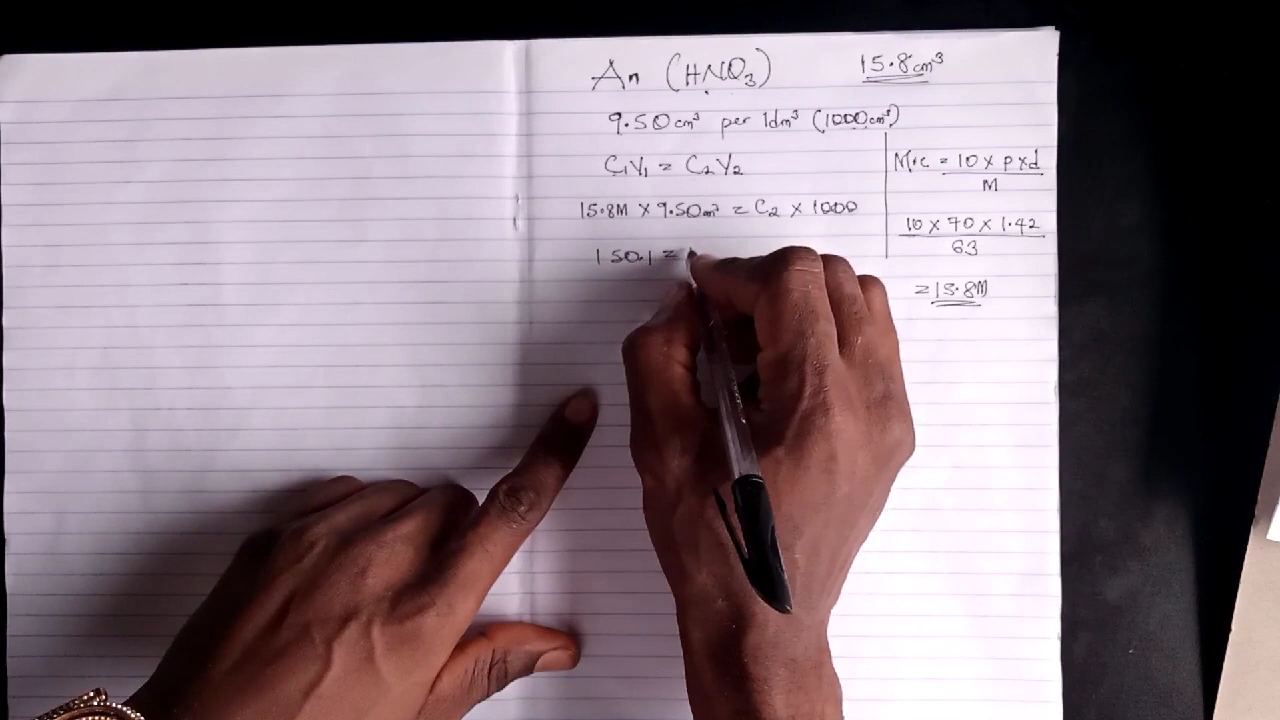 An (HNO₃) 15.8cm³
9.50cm³ per 1dm³ (1000cm³)
C₁V₁ = C₂V₂
15.8M × 9.50cm³ = C₂ × 1000
150.1 =
M·c = 10 × p × d
M
10 × 70 × 1.42
63
= 15.8M